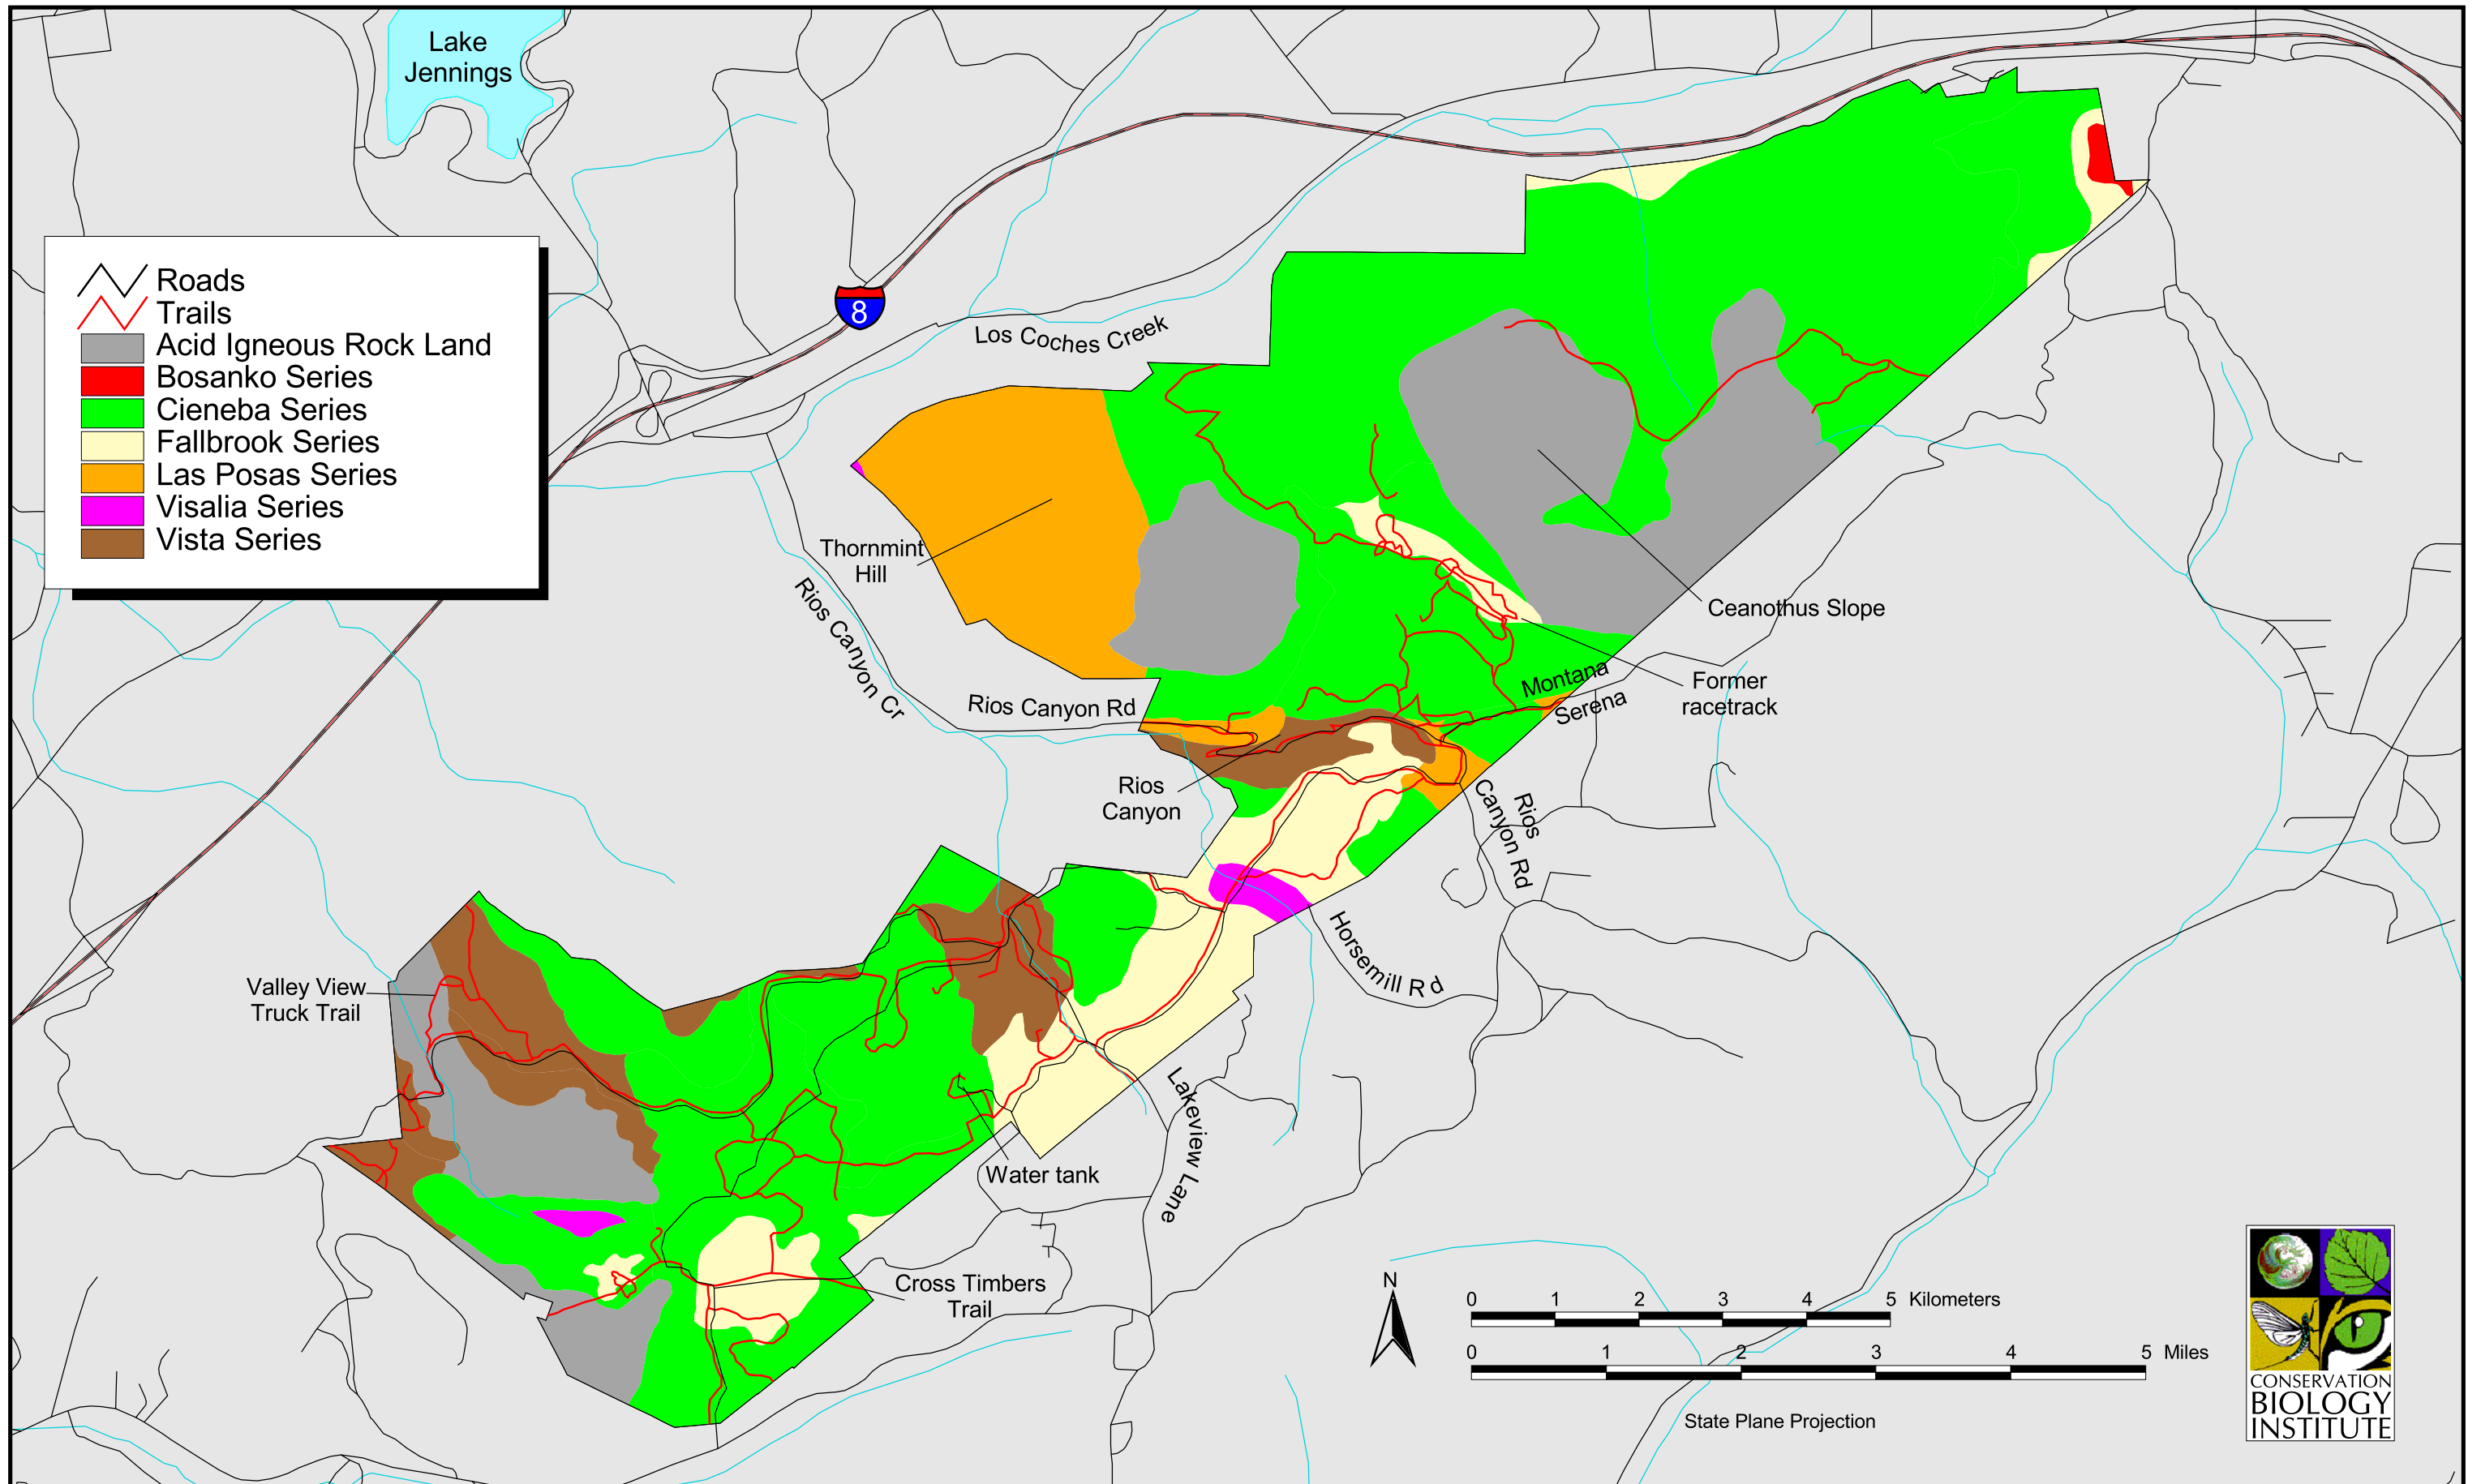 Lake
Jennings
Roads
Trails
Acid Igneous Rock Land
Bosanko Series
Cieneba Series
Fallbrook Series
Las Posas Series
Visalia Series
Vista Series
8
Los Coches Creek
Thornmint
Hill
Rios Canyon Cr
Rios Canyon Rd
Ceanothus Slope
Montana
Serena
Former
racetrack
Rios
Canyon
Rios
Canyon Rd
Horsemill Rd
Valley View
Truck Trail
Lakeview Lane
Water tank
Cross Timbers
Trail
N
0 1 2 3 4 5 Kilometers
0 1 2 3 4 5 Miles
State Plane Projection
CONSERVATION
BIOLOGY
INSTITUTE